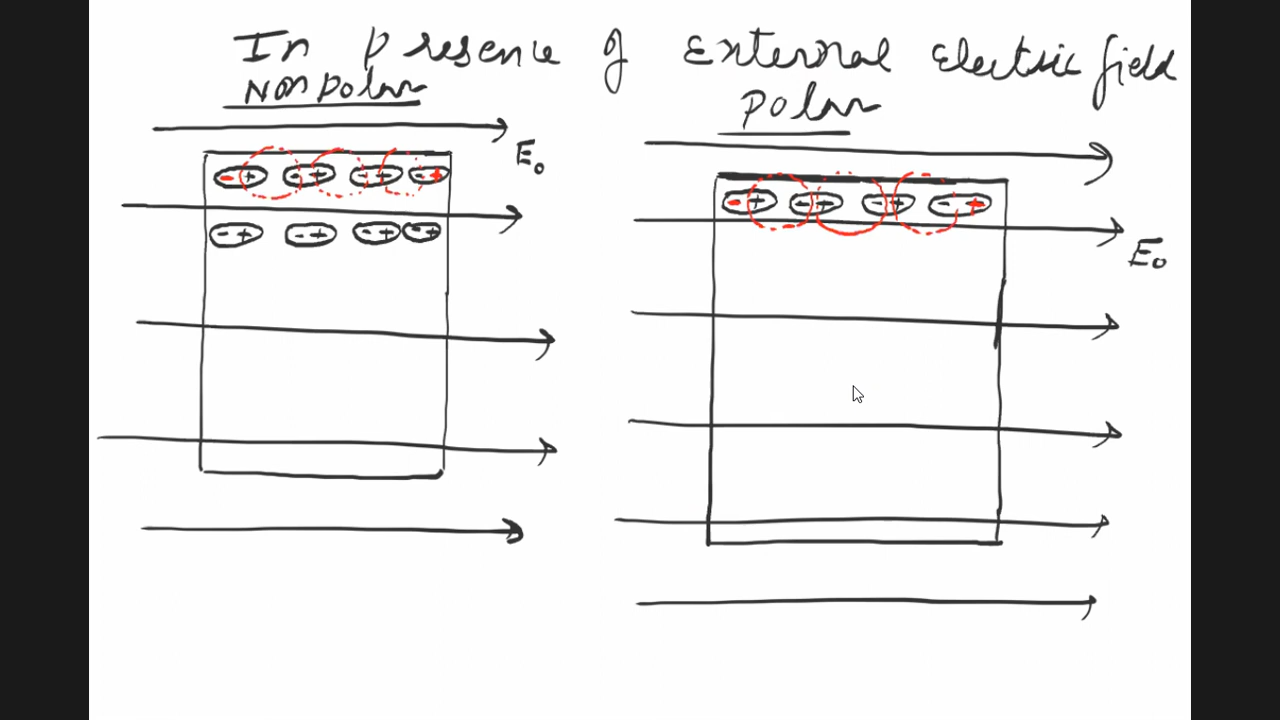 In Presence of External Electric field
Non Polar
Polar
E₀
- + - + - + - +
- + - + - + - +
- + - + - + - +
E₀